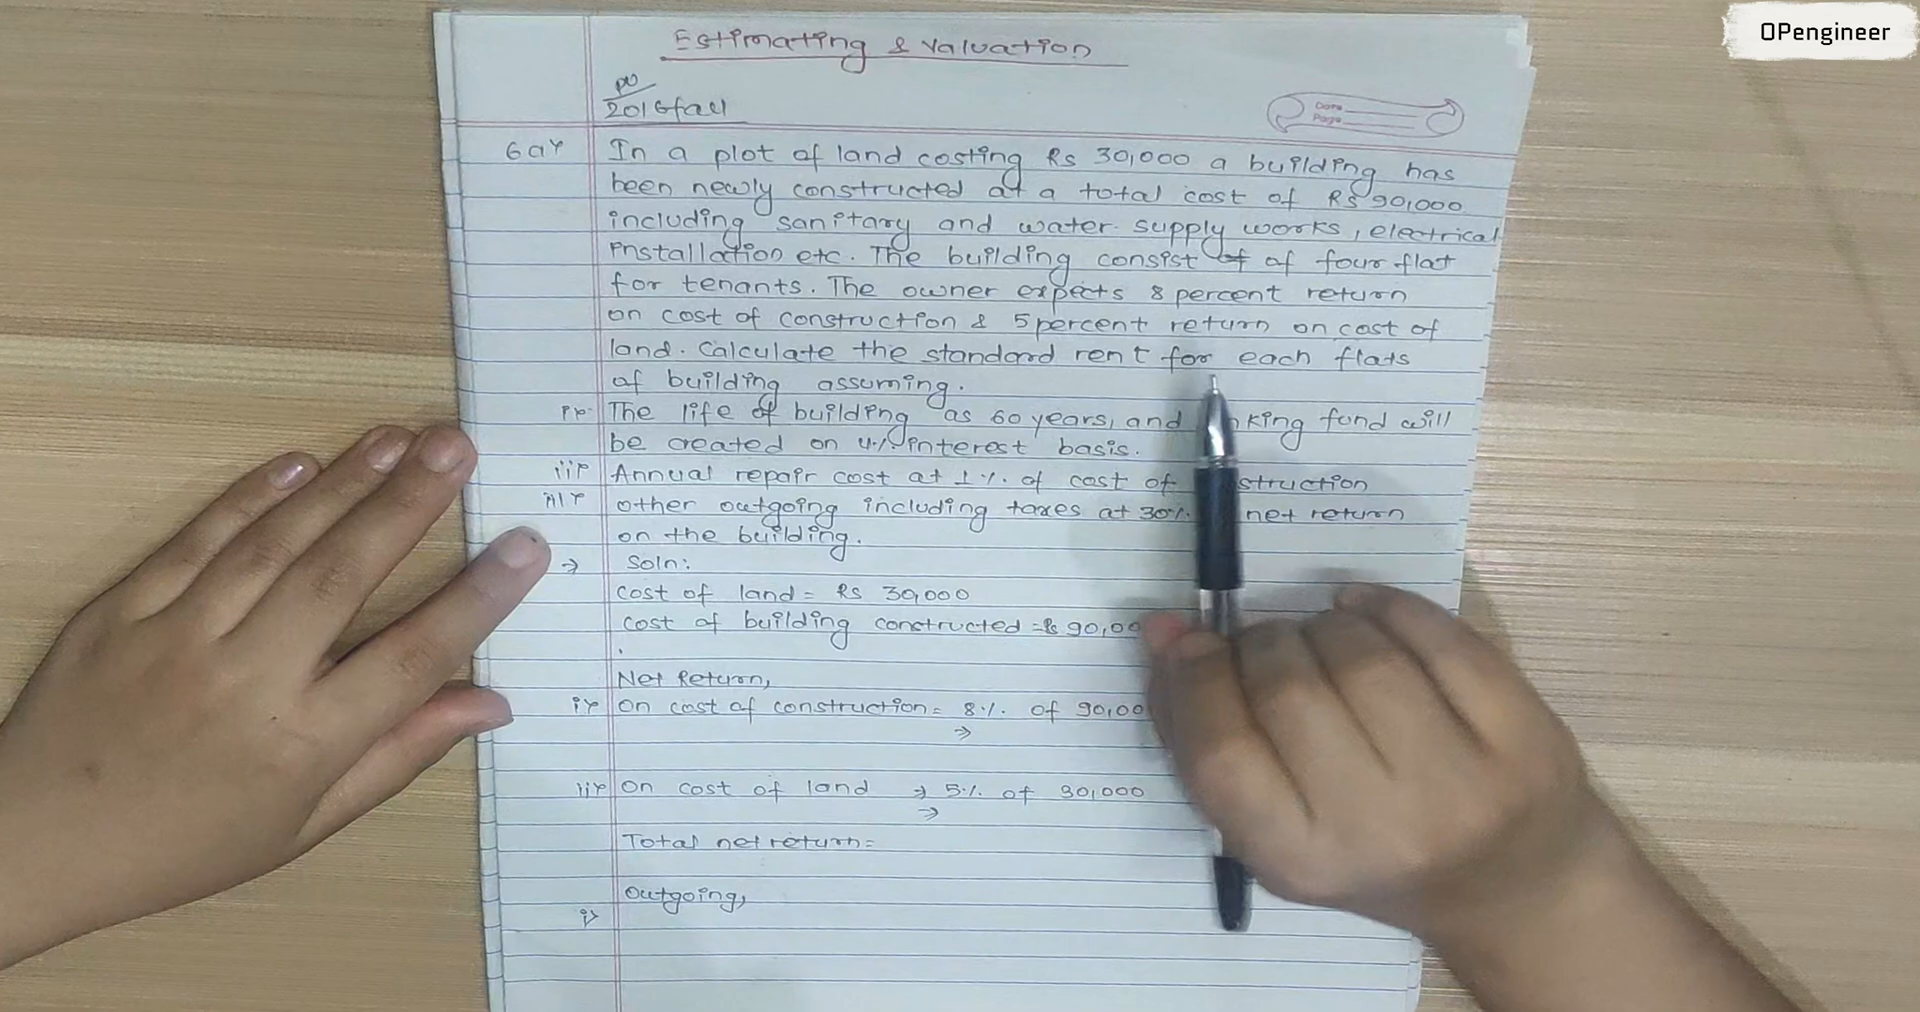 OPengineer
Estimating & Valuation
PU
2016 fall
Date
Page
6 a) In a plot of land costing Rs 30,000 a building has
been newly constructed at a total cost of Rs 90,000
including sanitary and water supply works, electrical
installation etc. The building consist of of four flat
for tenants. The owner expects 8 percent return
on cost of construction & 5 percent return on cost of
land. Calculate the standard rent for each flats
of building assuming.
i) The life of building as 60 years, and king fund will
be created on 4% interest basis.
ii) Annual repair cost at 1 % of cost of struction
iii) other outgoing including taxes at 30% net return
on the building.
→ Soln:
cost of land = Rs 30,000
cost of building constructed = Rs 90,00
Net Return,
i) On cost of construction = 8 % of 90,00
⇒
ii) On cost of land ⇒ 5 % of 30,000
⇒
Total net return =
Outgoing,
i)